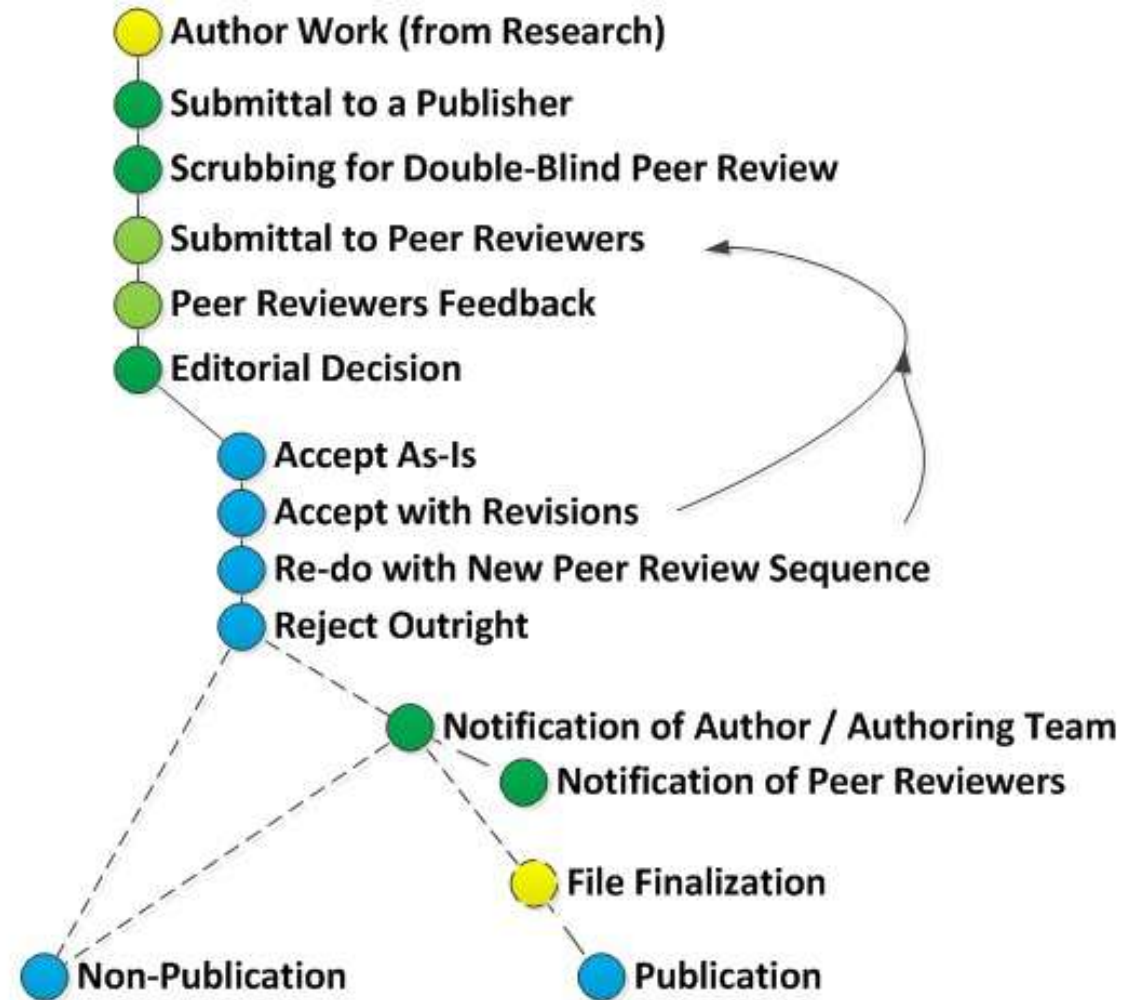 Author Work (from Research)
Submittal to a Publisher
Scrubbing for Double-Blind Peer Review
Submittal to Peer Reviewers
Peer Reviewers Feedback
Editorial Decision
Accept As-Is
Accept with Revisions
Re-do with New Peer Review Sequence
Reject Outright
Notification of Author / Authoring Team
Notification of Peer Reviewers
File Finalization
Non-Publication
Publication